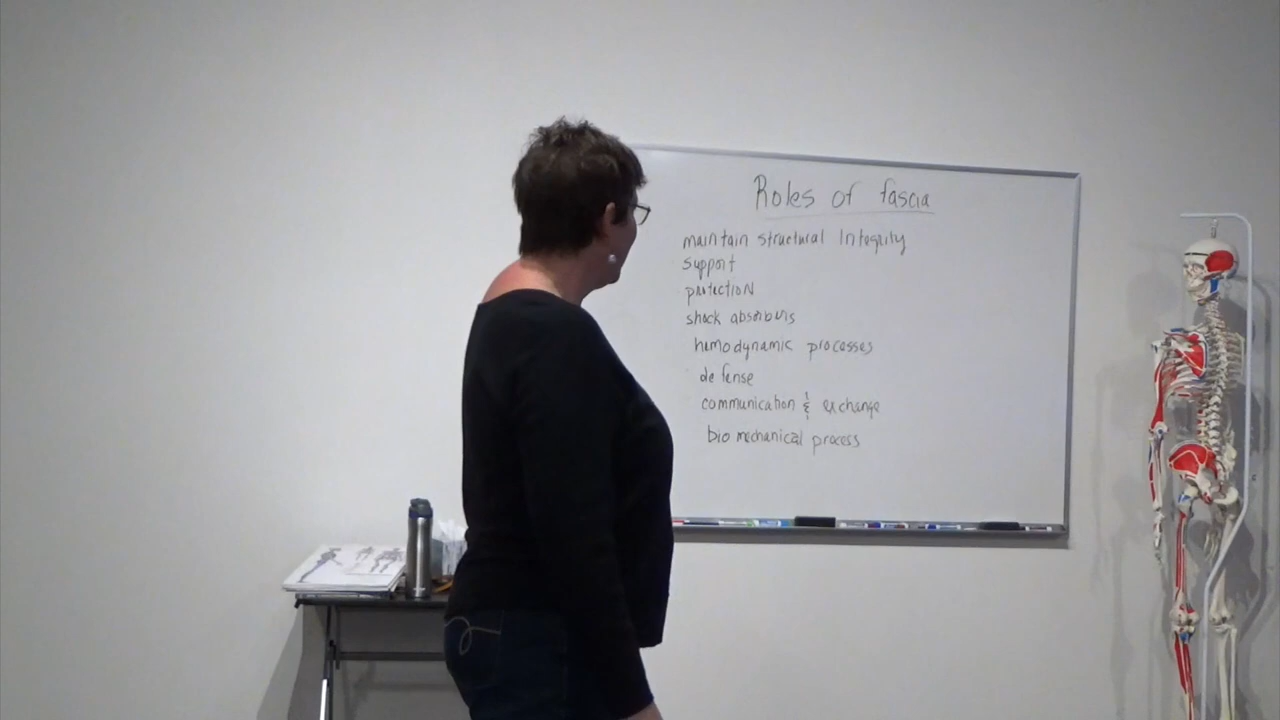 Roles of fascia
maintain structural Integrity
support
protection
shock absorbers
hemodynamic processes
defense
communication & exchange
bio mechanical process